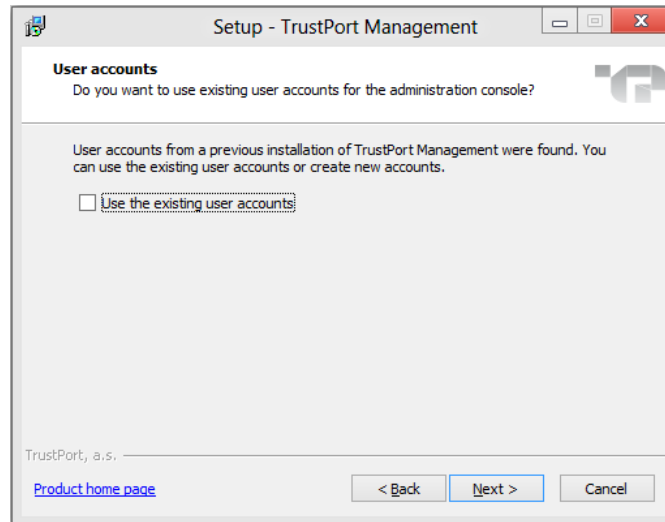 Setup - TrustPort Management
User accounts
Do you want to use existing user accounts for the administration console?
User accounts from a previous installation of TrustPort Management were found. You
can use the existing user accounts or create new accounts.
Use the existing user accounts
TrustPort, a.s.
Product home page
< Back
Next >
Cancel